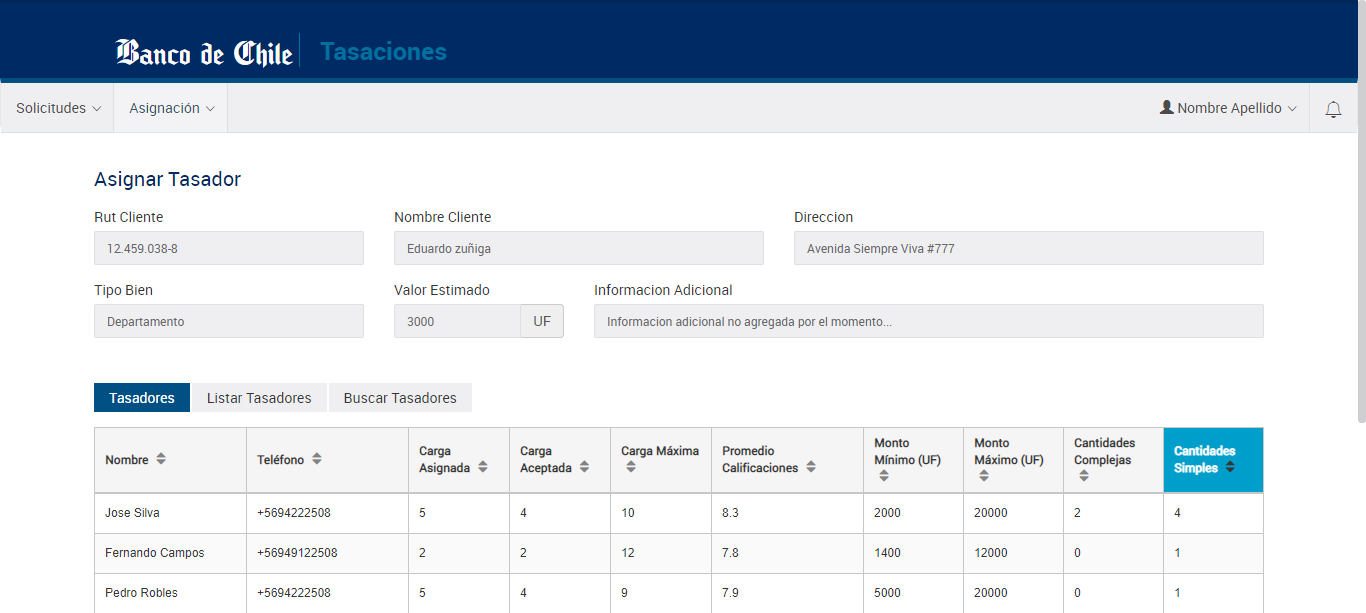 Banco de Chile Tasaciones
Solicitudes Asignación Nombre Apellido
Asignar Tasador
Rut Cliente Nombre Cliente Direccion
12.459.038-8 Eduardo zuñiga Avenida Siempre Viva #777
Tipo Bien Valor Estimado Informacion Adicional
Departamento 3000 UF Informacion adicional no agregada por el momento...
Tasadores Listar Tasadores Buscar Tasadores
Nombre Teléfono Carga Asignada Carga Aceptada Carga Máxima Promedio Calificaciones Monto Mínimo (UF) Monto Máximo (UF) Cantidades Complejas Cantidades Simples
Jose Silva +5694222508 5 4 10 8.3 2000 20000 2 4
Fernando Campos +56949122508 2 2 12 7.8 1400 12000 0 1
Pedro Robles +5694222508 5 4 9 7.9 5000 20000 0 1